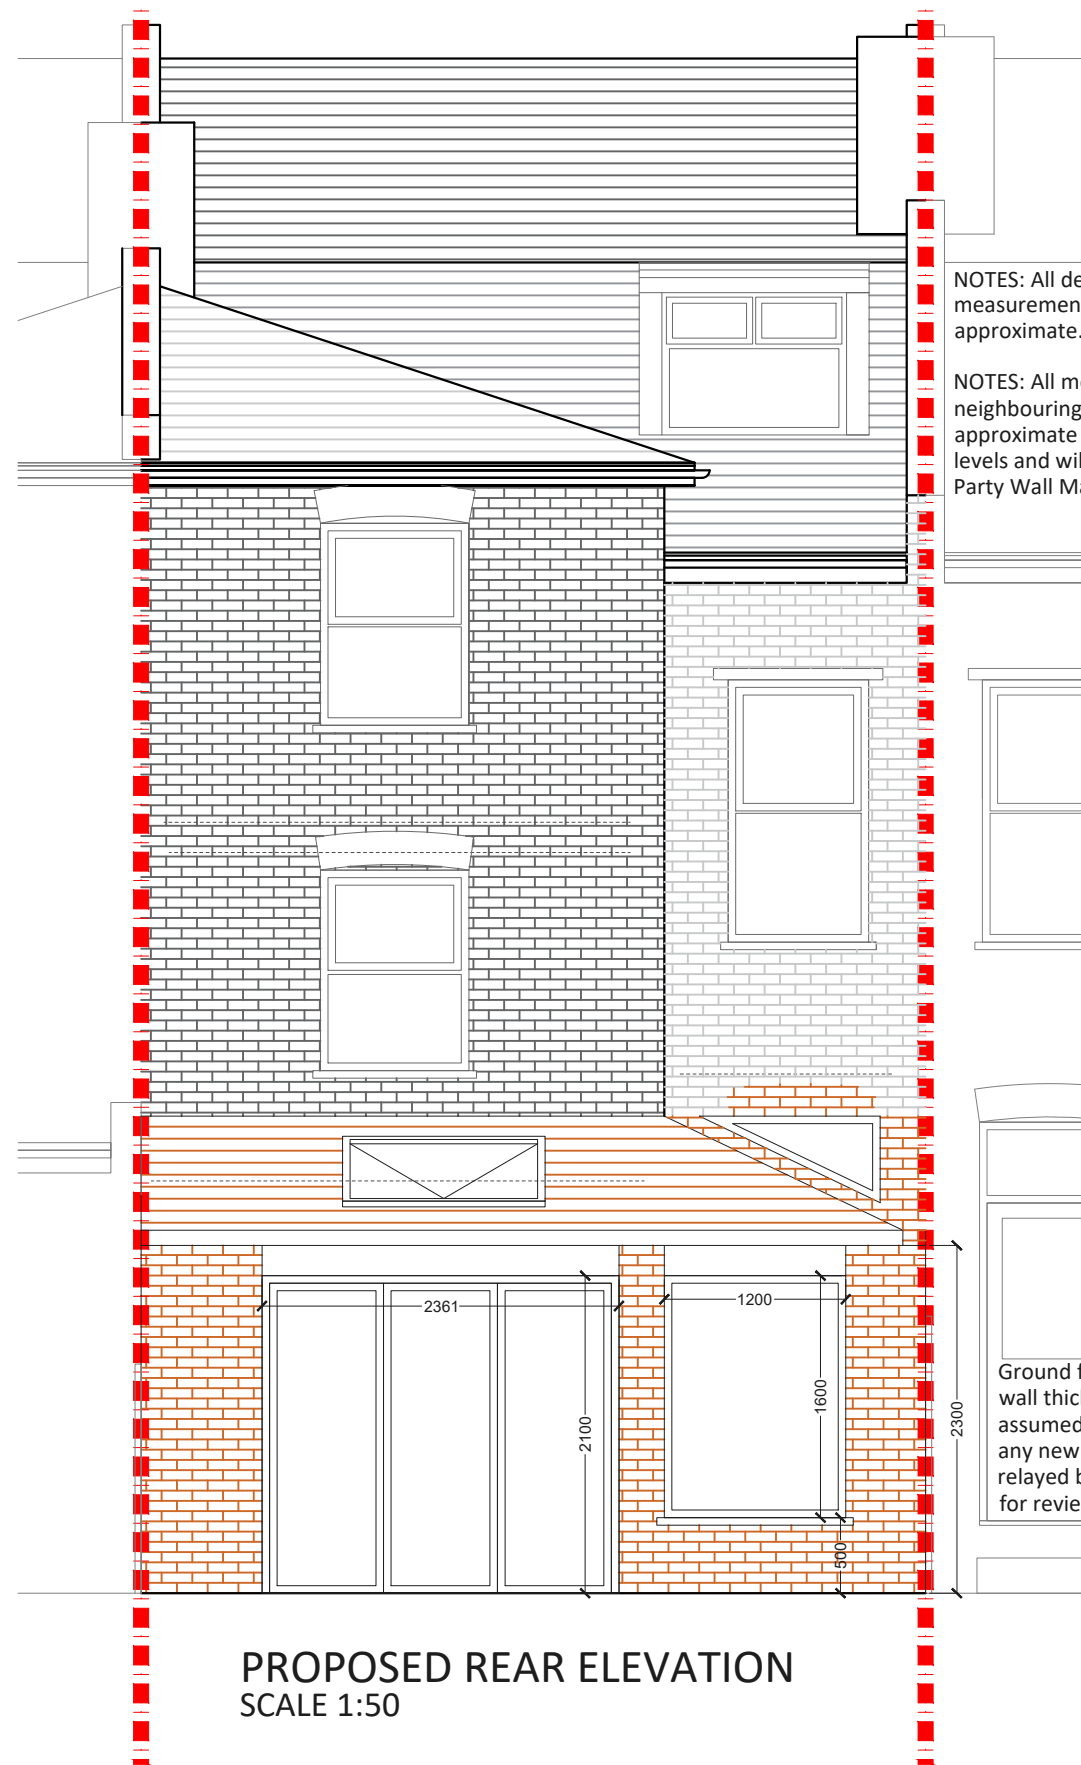 NOTES: All de
measuremen
approximate.
NOTES: All m
neighbouring
approximate
levels and wil
Party Wall Ma
2361
1200
1600
2100
2300
500
Ground f
wall thic
assumed
any new
relayed b
for revie
PROPOSED REAR ELEVATION
SCALE 1:50